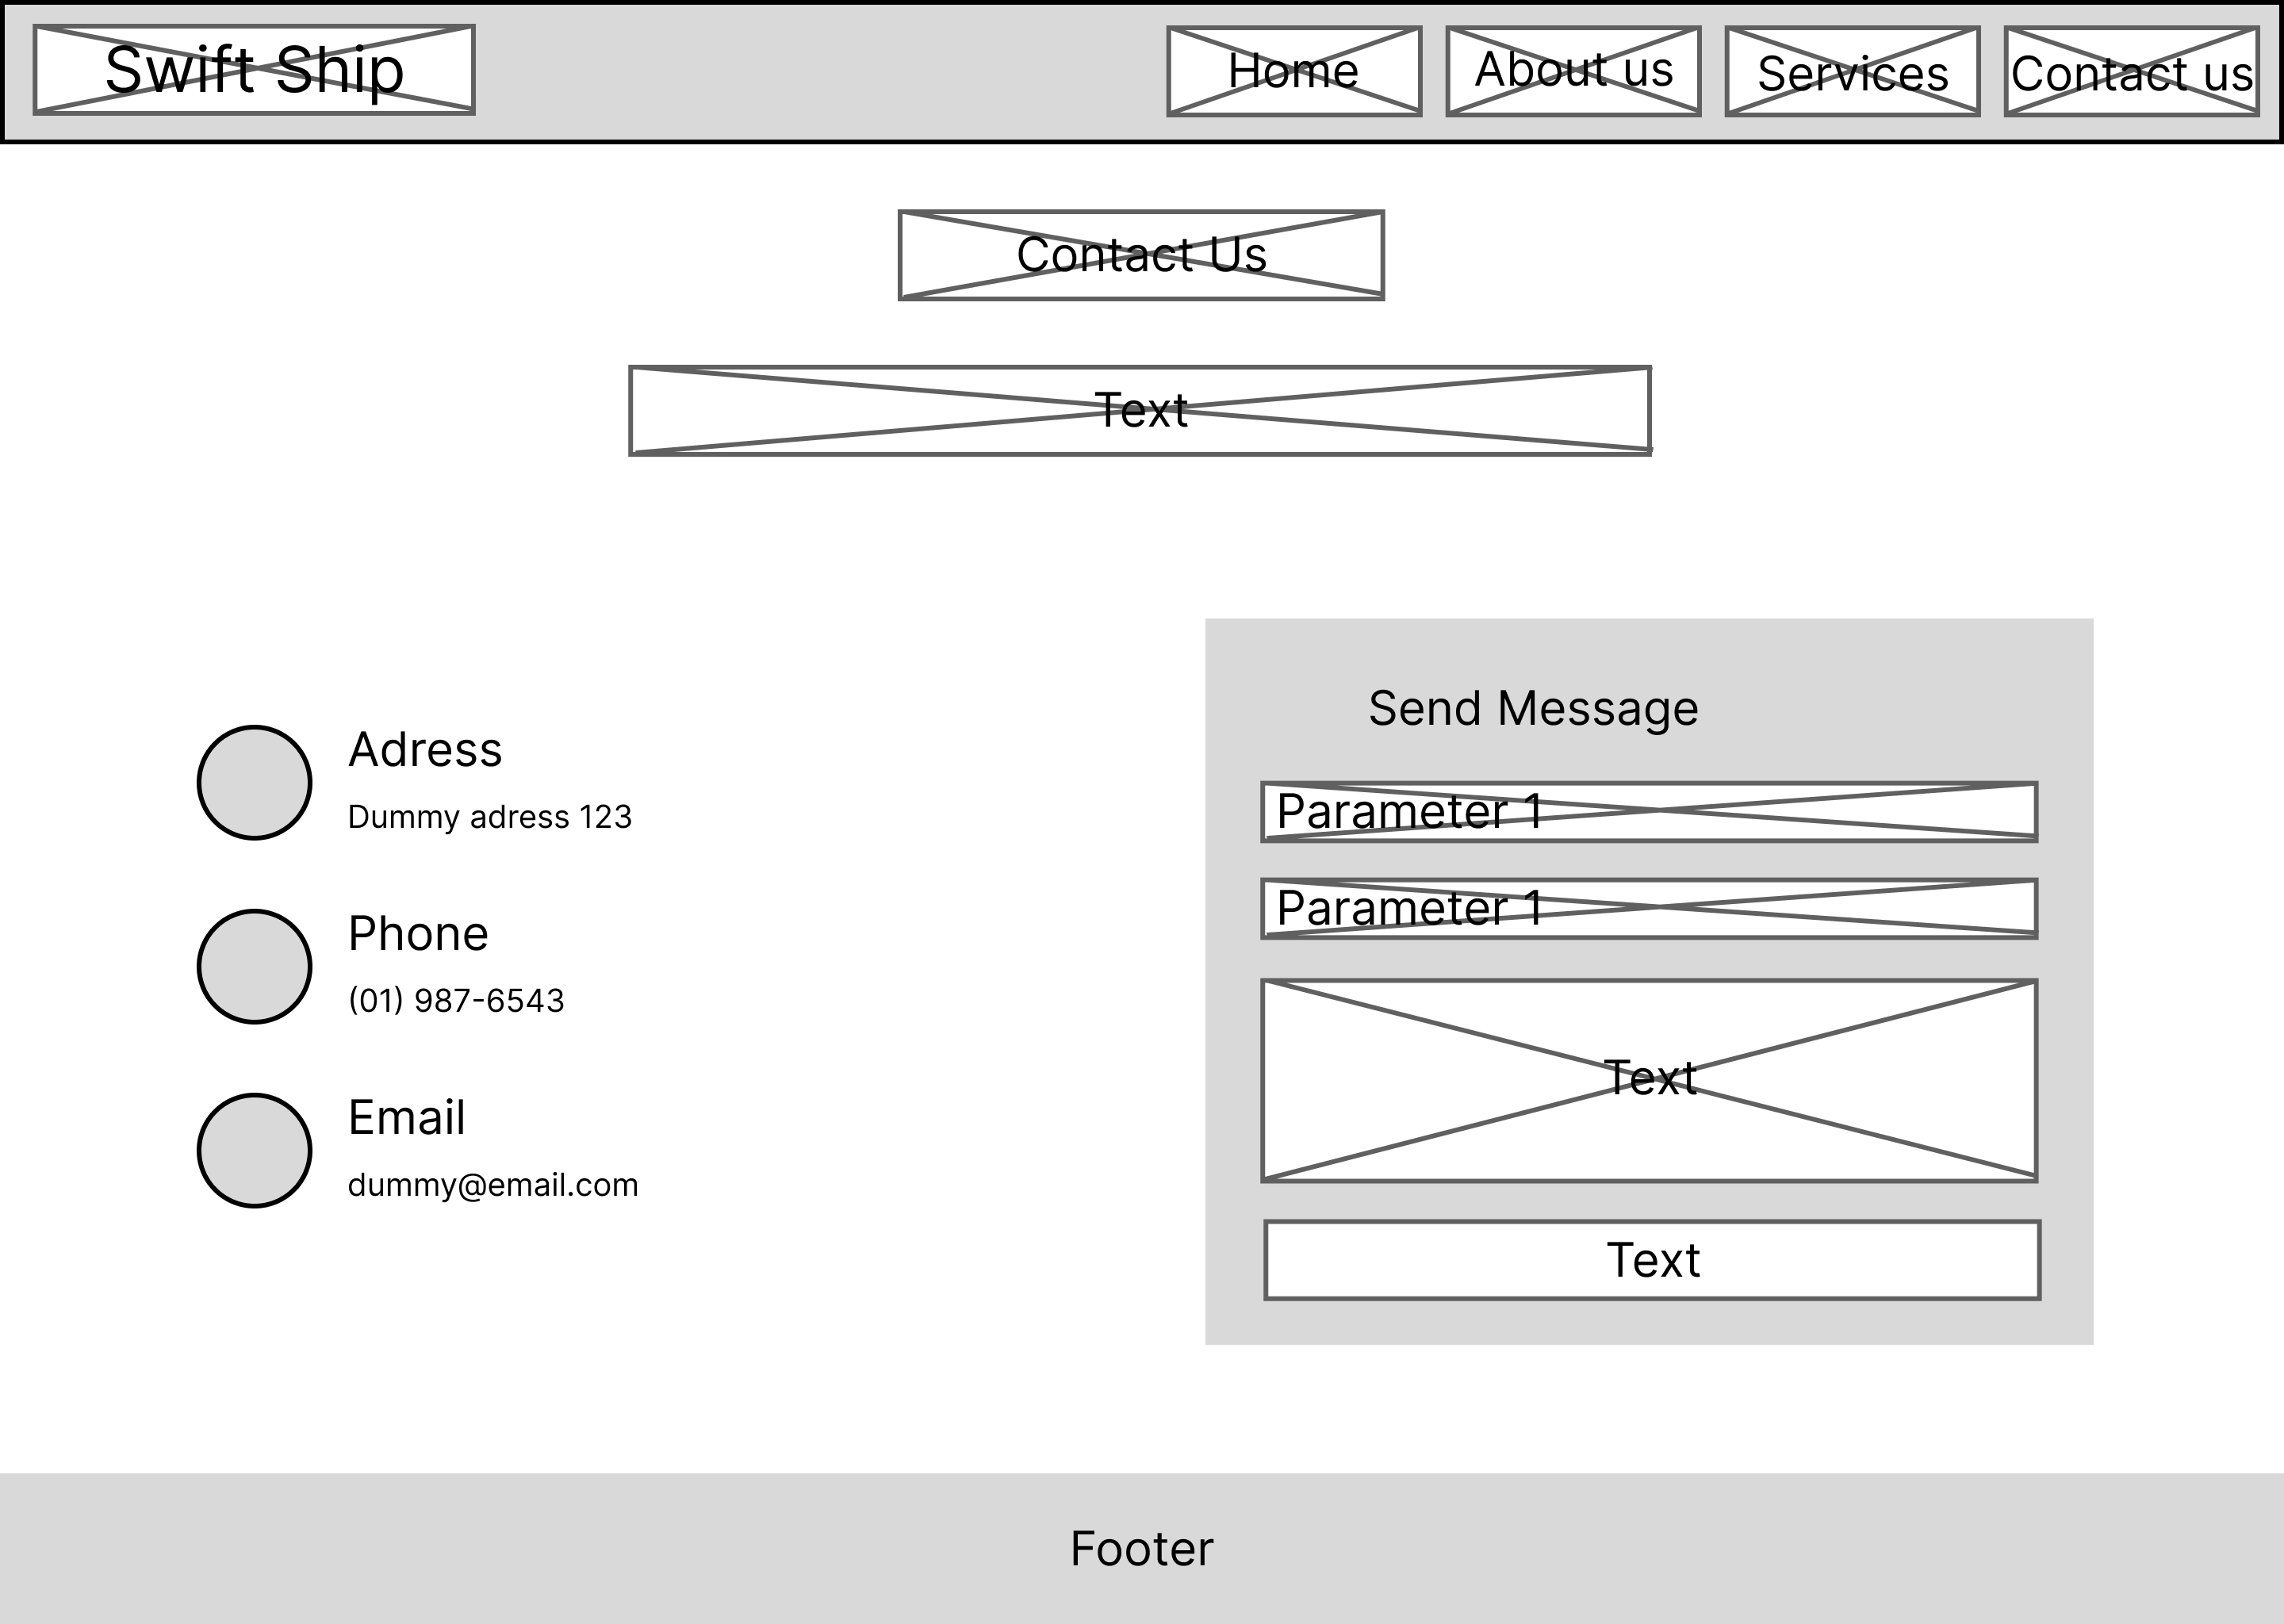 Swift Ship
Home
About us
Services
Contact us
Contact Us
Text
Adress
Dummy adress 123
Phone
(01) 987-6543
Email
dummy@email.com
Send Message
Parameter 1
Parameter 1
Text
Text
Footer